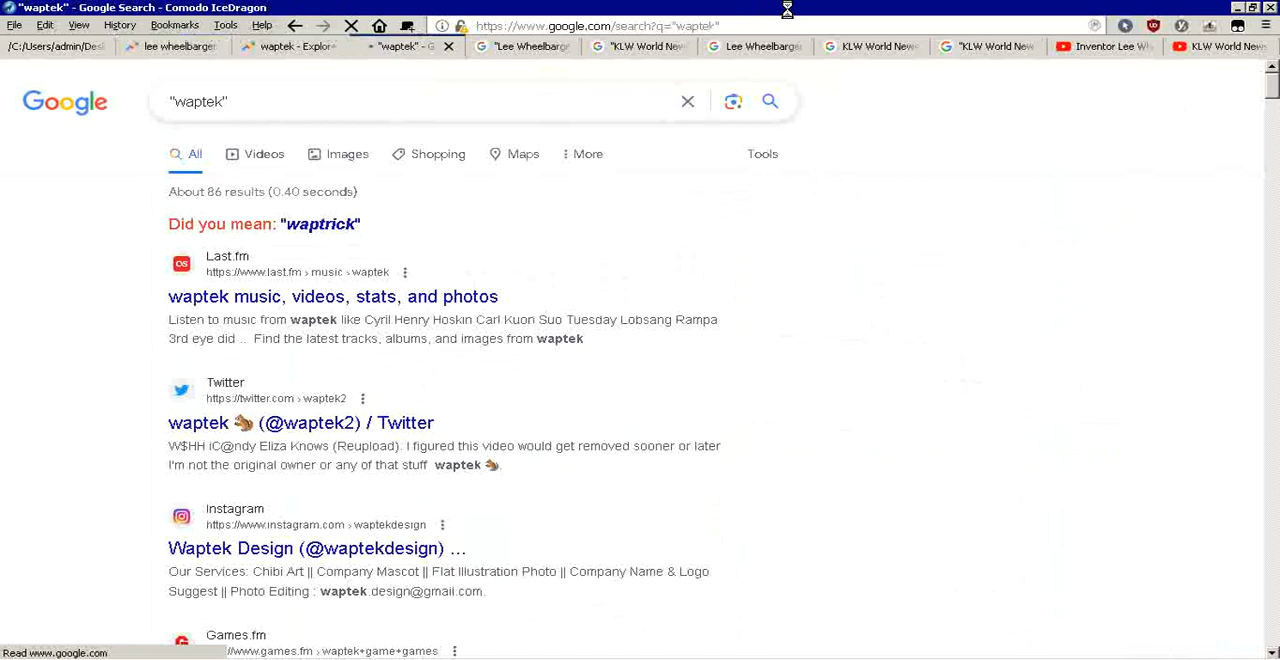 "waptek" - Google Search - Comodo IceDragon
File Edit View History Bookmarks Tools Help https://www.google.com/search?q="waptek"
/C:/Users/admin/Des lee wheelbarger waptek - Explor "waptek" - G "Lee Wheelbarg "KLW World New Lee Wheelbarge KLW World New "KLW World New Inventor Lee Wh KLW World New
Google
"waptek"
All Videos Images Shopping Maps More Tools
About 86 results (0.40 seconds)
Did you mean: "waptrick"
Last.fm
https://www.last.fm › music › waptek
waptek music, videos, stats, and photos
Listen to music from waptek like Cyril Henry Hoskin Carl Kuon Suo Tuesday Lobsang Rampa
3rd eye did .. Find the latest tracks, albums, and images from waptek
Twitter
https://twitter.com › waptek2
waptek 🐿️ (@waptek2) / Twitter
W$HH iC@ndy Eliza Knows (Reupload). I figured this video would get removed sooner or later
I'm not the original owner or any of that stuff waptek 🐿️.
Instagram
https://www.instagram.com › waptekdesign
Waptek Design (@waptekdesign) ...
Our Services: Chibi Art || Company Mascot || Flat Illustration Photo || Company Name & Logo
Suggest || Photo Editing : waptek.design@gmail.com.
Games.fm
//www.games.fm › waptek+game+games
Read www.google.com